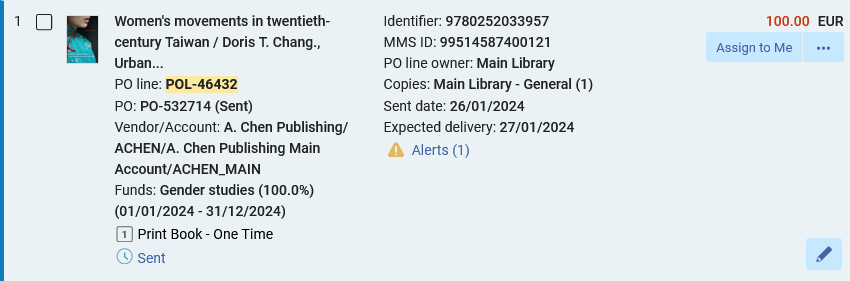 1
Women's movements in twentieth-
century Taiwan / Doris T. Chang.,
Urban...
PO line: POL-46432
PO: PO-532714 (Sent)
Vendor/Account: A. Chen Publishing/
ACHEN/A. Chen Publishing Main
Account/ACHEN_MAIN
Funds: Gender studies (100.0%)
(01/01/2024 - 31/12/2024)
1 Print Book - One Time
Sent
Identifier: 9780252033957
MMS ID: 99514587400121
PO line owner: Main Library
Copies: Main Library - General (1)
Sent date: 26/01/2024
Expected delivery: 27/01/2024
Alerts (1)
100.00 EUR
Assign to Me ...